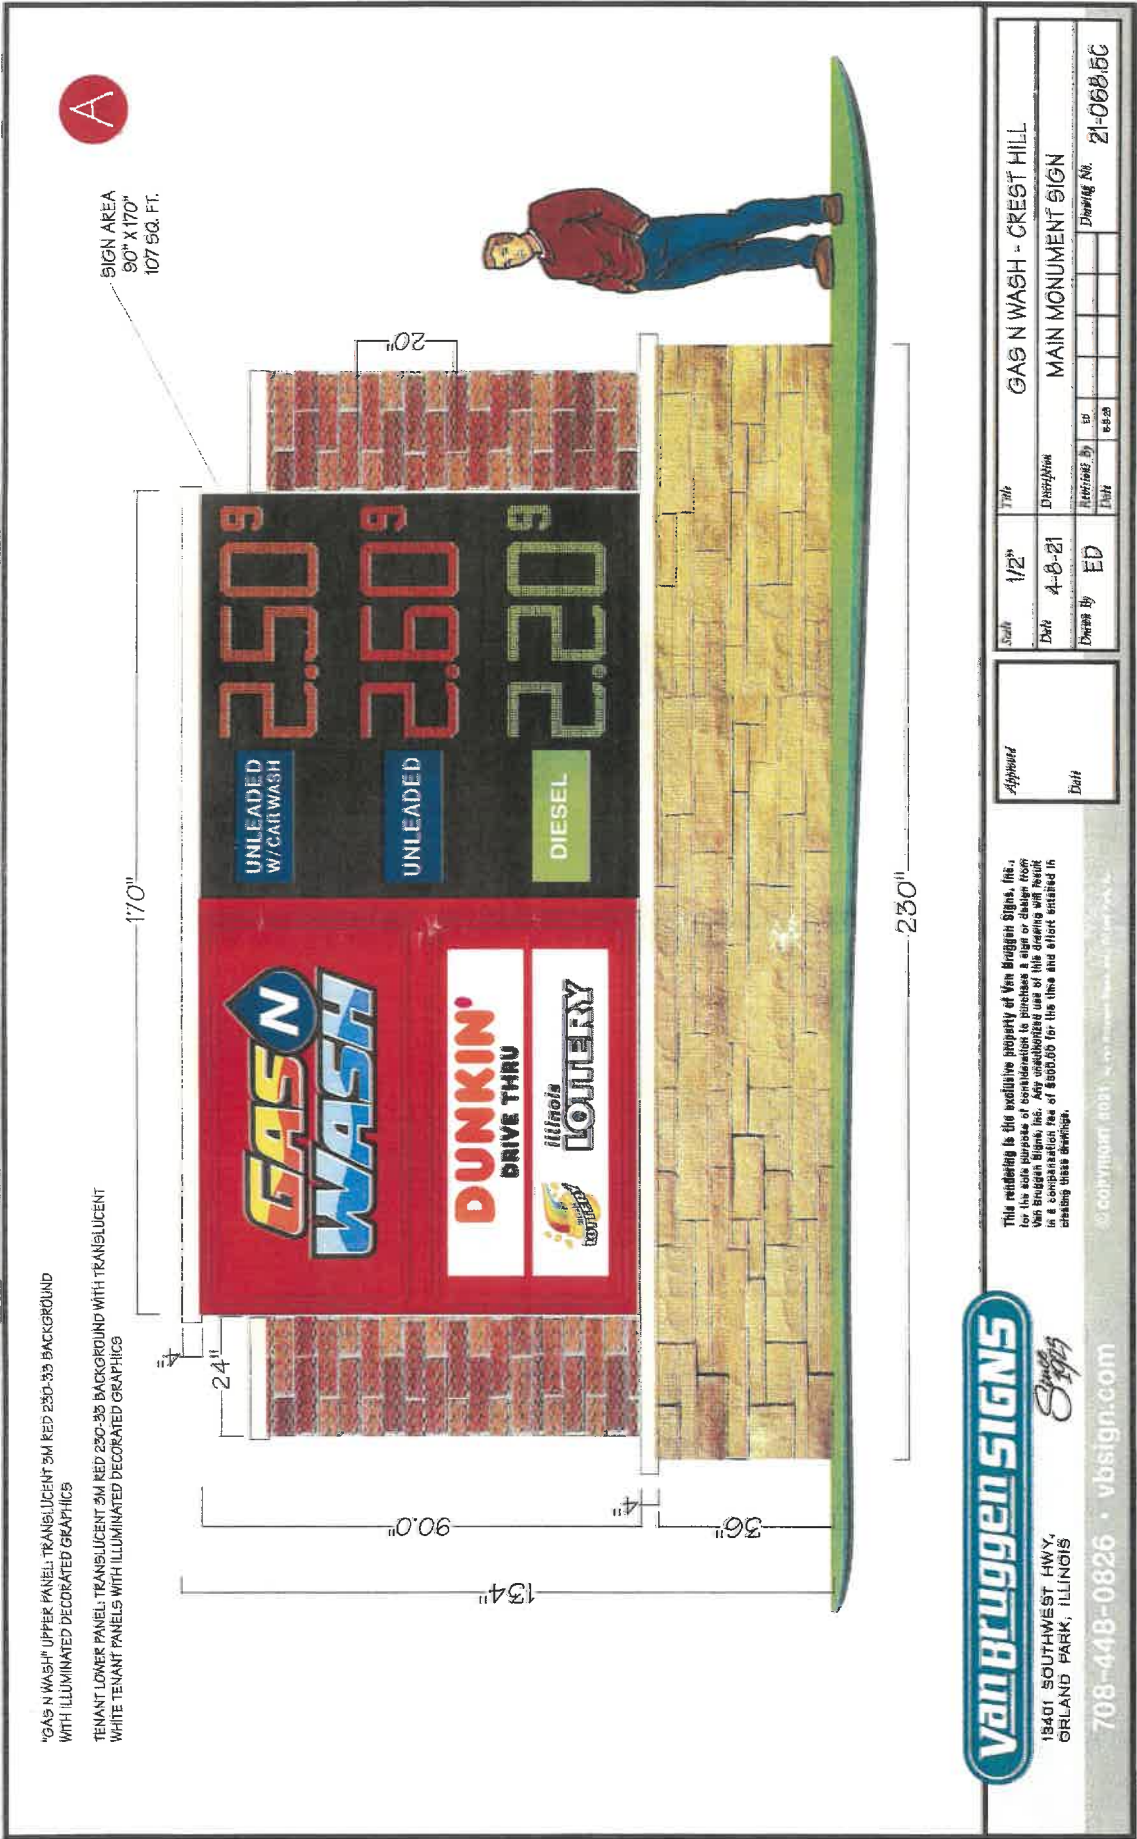 "GAS N WASH" UPPER PANEL: TRANSLUCENT 3M RED 230-33 BACKGROUND
WITH ILLUMINATED DECORATED GRAPHICS
TENANT LOWER PANEL: TRANSLUCENT 3M RED 230-33 BACKGROUND WITH TRANSLUCENT
WHITE TENANT PANELS WITH ILLUMINATED DECORATED GRAPHICS
A
SIGN AREA
90" X 170"
107 SQ. FT.
170"
4"
24"
20"
90.0"
4"
36"
134"
230"
GAS N
WASH
DUNKIN'
DRIVE THRU
illinois
LOTTERY
UNLEADED
W/ CARWASH
2.50 9
UNLEADED
2.60 9
DIESEL
2.20 9
vanBruggen SIGNS
Since 1975
13401 SOUTHWEST HWY.
ORLAND PARK, ILLINOIS
708-448-0826 • vbsign.com
This rendering is the exclusive property of Van Bruggen Signs, Inc.,
for the sole purpose of consideration to purchase a sign or design from
Van Bruggen Signs, Inc. Any unauthorized use of this drawing will result
in a compensation fee of $500.00 for the time and effort entailed in
creating these drawings.
© copyright 2021
Approved
Date
Scale 1/2"
Date 4-8-21
Drawn By ED
Title GAS N WASH - CREST HILL
Description MAIN MONUMENT SIGN
Revisions By ED
Date
Drawing No. 21-068.5C